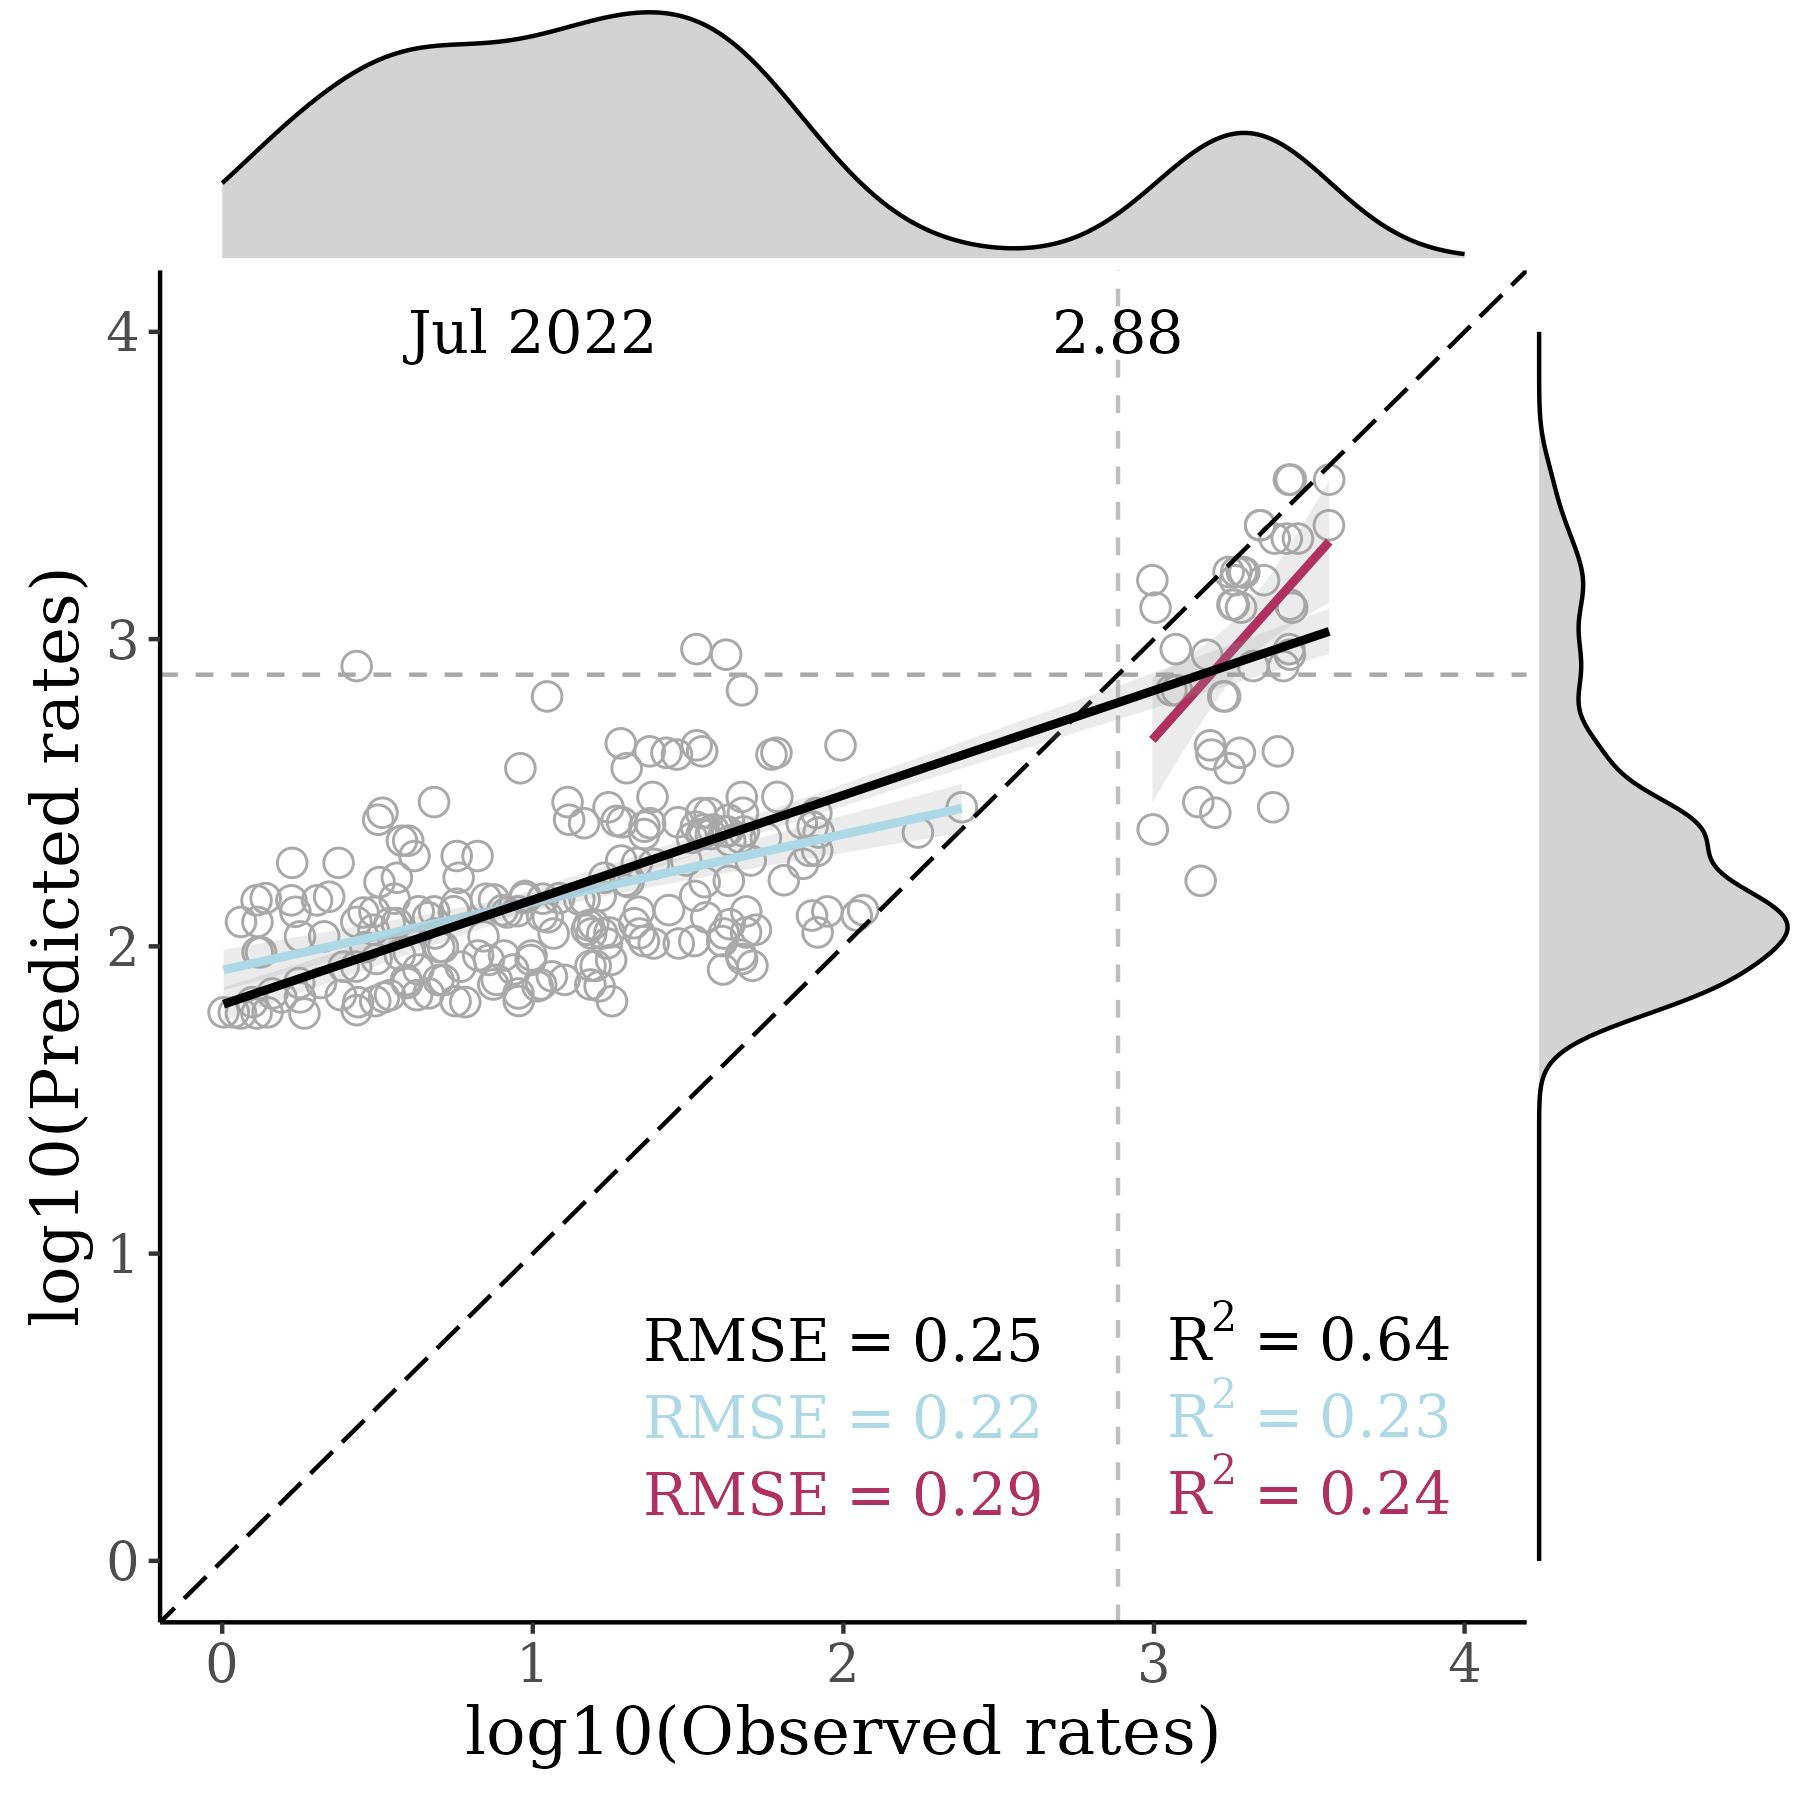 Jul 2022
2.88
4
3
2
1
0
log10(Predicted rates)
RMSE = 0.25 R² = 0.64
RMSE = 0.22 R² = 0.23
RMSE = 0.29 R² = 0.24
0 1 2 3 4
log10(Observed rates)